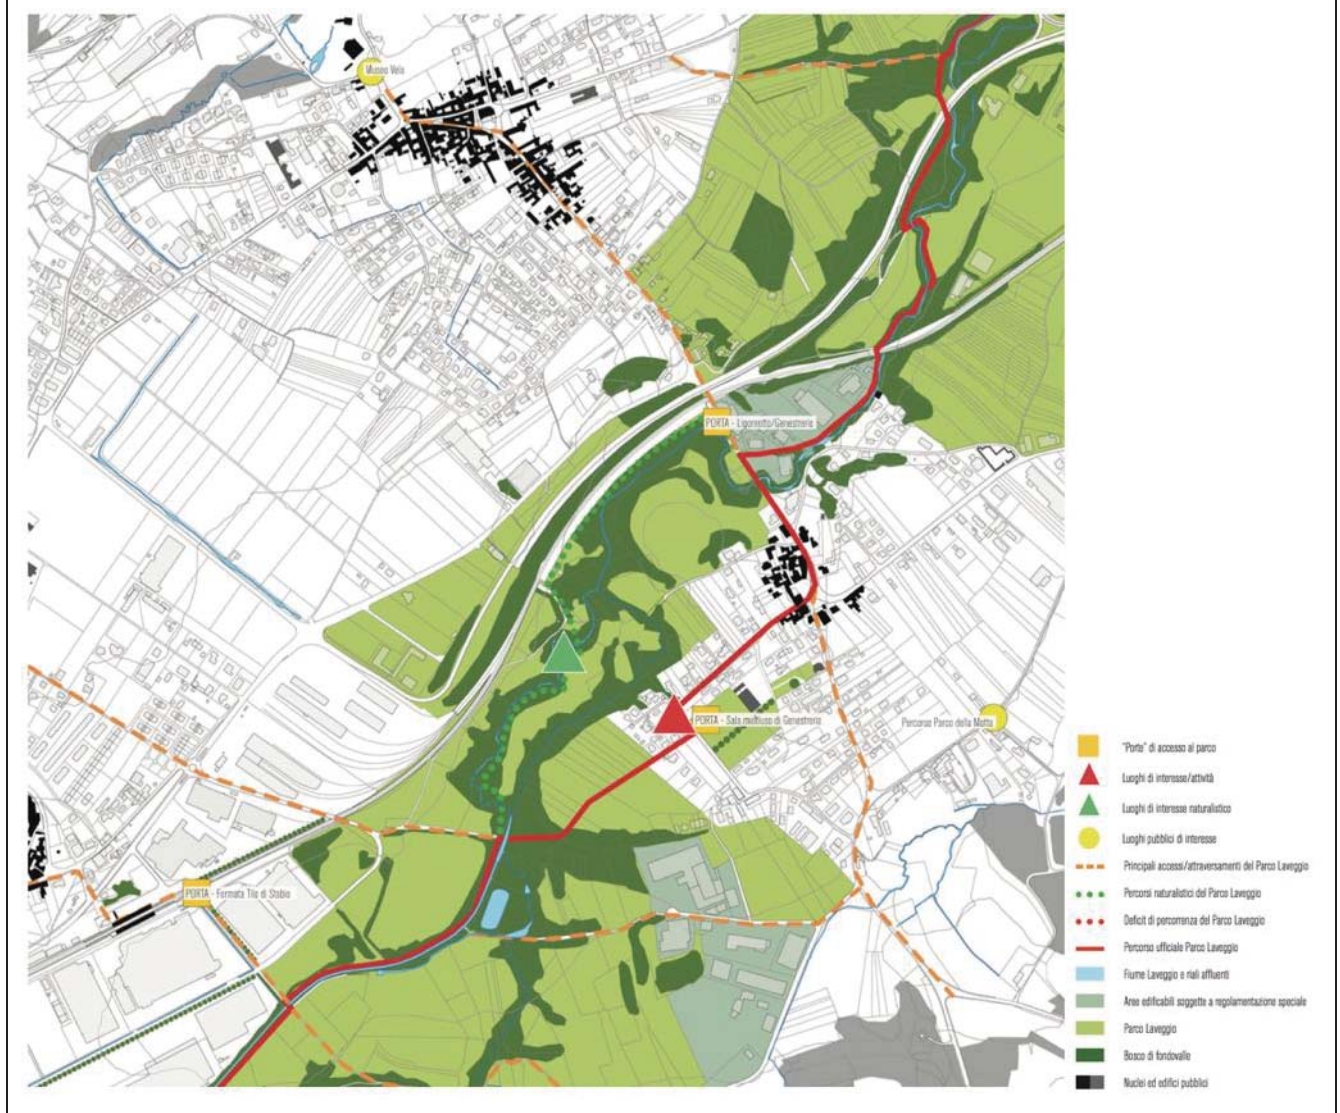 Museo Vela
PORTA - Ligornetto/Genestrerio
PORTA - Sala multiuso di Genestrerio
Percorso Parco della Motta
PORTA - Fermata Tilo di Stabio
"Porte" di accesso al parco
Luoghi di interesse/attività
Luoghi di interesse naturalistico
Luoghi pubblici di interesse
Principali accessi/attraversamenti del Parco Laveggio
Percorsi naturalistici del Parco Laveggio
Deficit di percorrenza del Parco Laveggio
Percorso ufficiale Parco Laveggio
Fiume Laveggio e riali affluenti
Aree edificabili soggette a regolamentazione speciale
Parco Laveggio
Bosco di fondovalle
Nuclei ed edifici pubblici